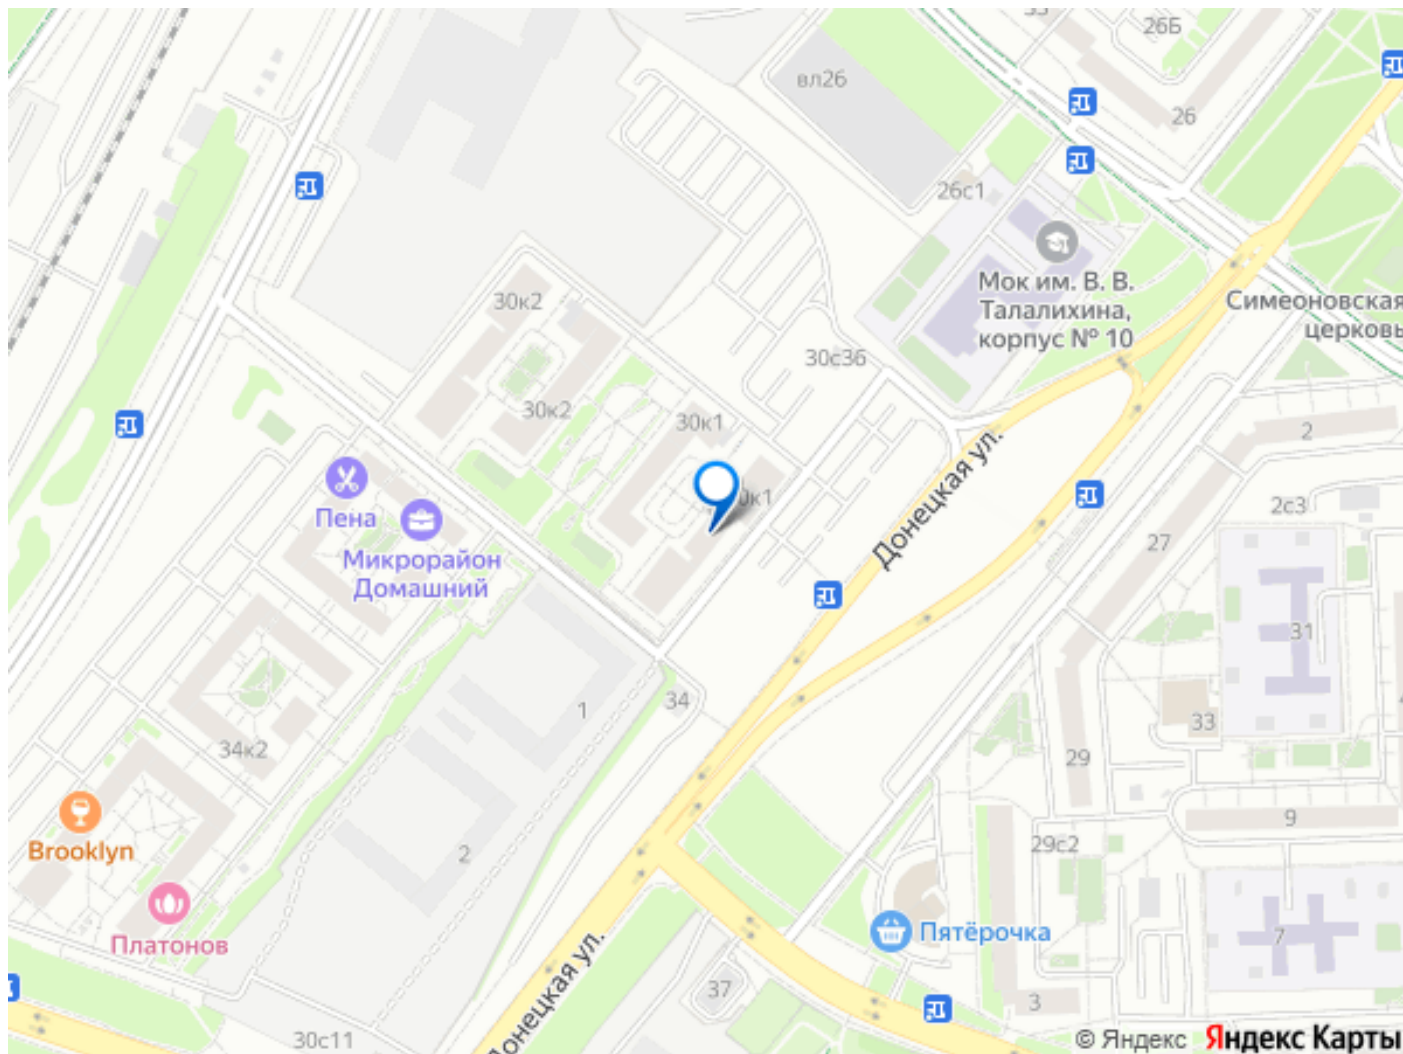 26Б
вл26
26
26с1
Мок им. В. В.
Талалихина,
корпус № 10
Симеоновская
церковь
30к2
30с36
30к2
30к1
2
Донецкая ул.
Пена
Микрорайон
Домашний
2с3
27
31
34
1
33
34к2
29
9
Brooklyn
2
29с2
Платонов
Пятёрочка
7
Донецкая ул.
37
3
30с11
© Яндекс Яндекс Карты